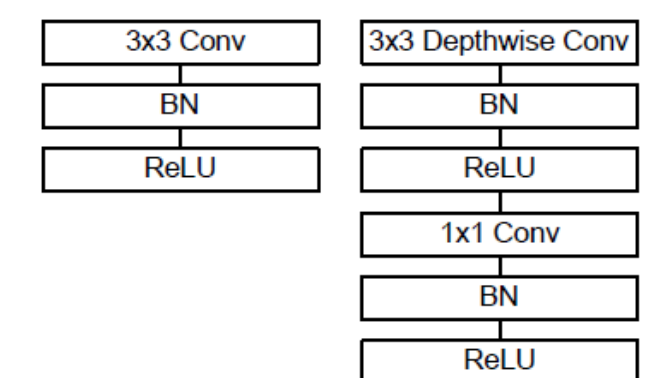 3x3 Conv
BN
ReLU
3x3 Depthwise Conv
BN
ReLU
1x1 Conv
BN
ReLU